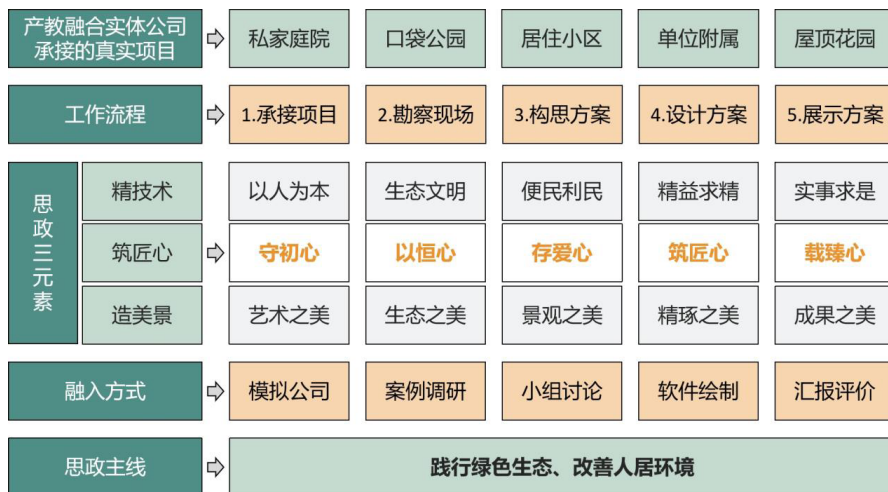 产教融合实体公司
承接的真实项目
私家庭院
口袋公园
居住小区
单位附属
屋顶花园
工作流程
1.承接项目
2.勘察现场
3.构思方案
4.设计方案
5.展示方案
思政三元素
精技术
以人为本
生态文明
便民利民
精益求精
实事求是
筑匠心
守初心
以恒心
存爱心
筑匠心
载臻心
造美景
艺术之美
生态之美
景观之美
精琢之美
成果之美
融入方式
模拟公司
案例调研
小组讨论
软件绘制
汇报评价
思政主线
践行绿色生态、改善人居环境